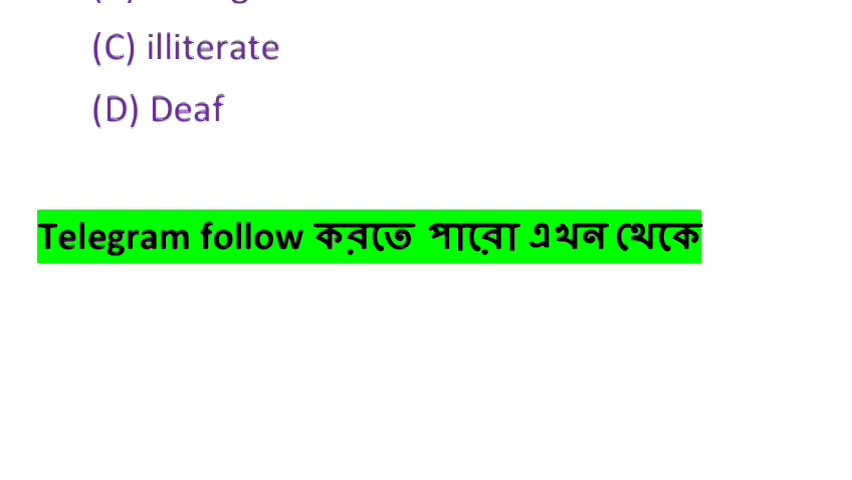 (C) illiterate
(D) Deaf
Telegram follow করতে পারো এখন থেকে